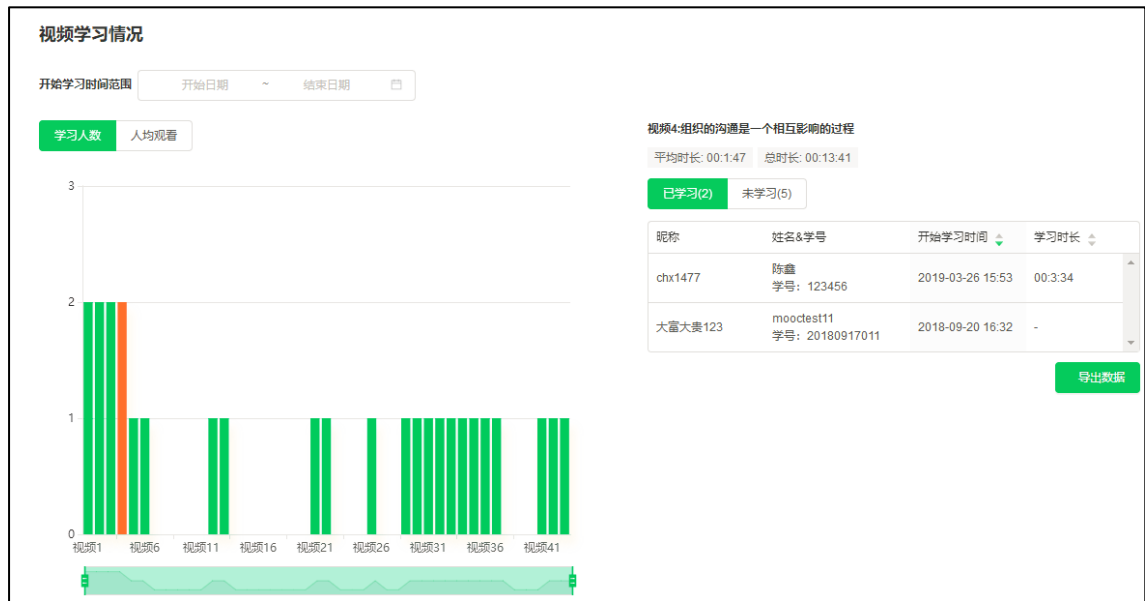 视频学习情况
开始学习时间范围 开始日期 ~ 结束日期
学习人数 人均观看
3
2
1
0
视频1 视频6 视频11 视频16 视频21 视频26 视频31 视频36 视频41
视频4:组织的沟通是一个相互影响的过程
平均时长: 00:1:47 总时长: 00:13:41
已学习(2) 未学习(5)
昵称 姓名&学号 开始学习时间 学习时长
chx1477 陈鑫 2019-03-26 15:53 00:3:34
学号：123456
大富大贵123 mooctest11 2018-09-20 16:32 -
学号：20180917011
导出数据